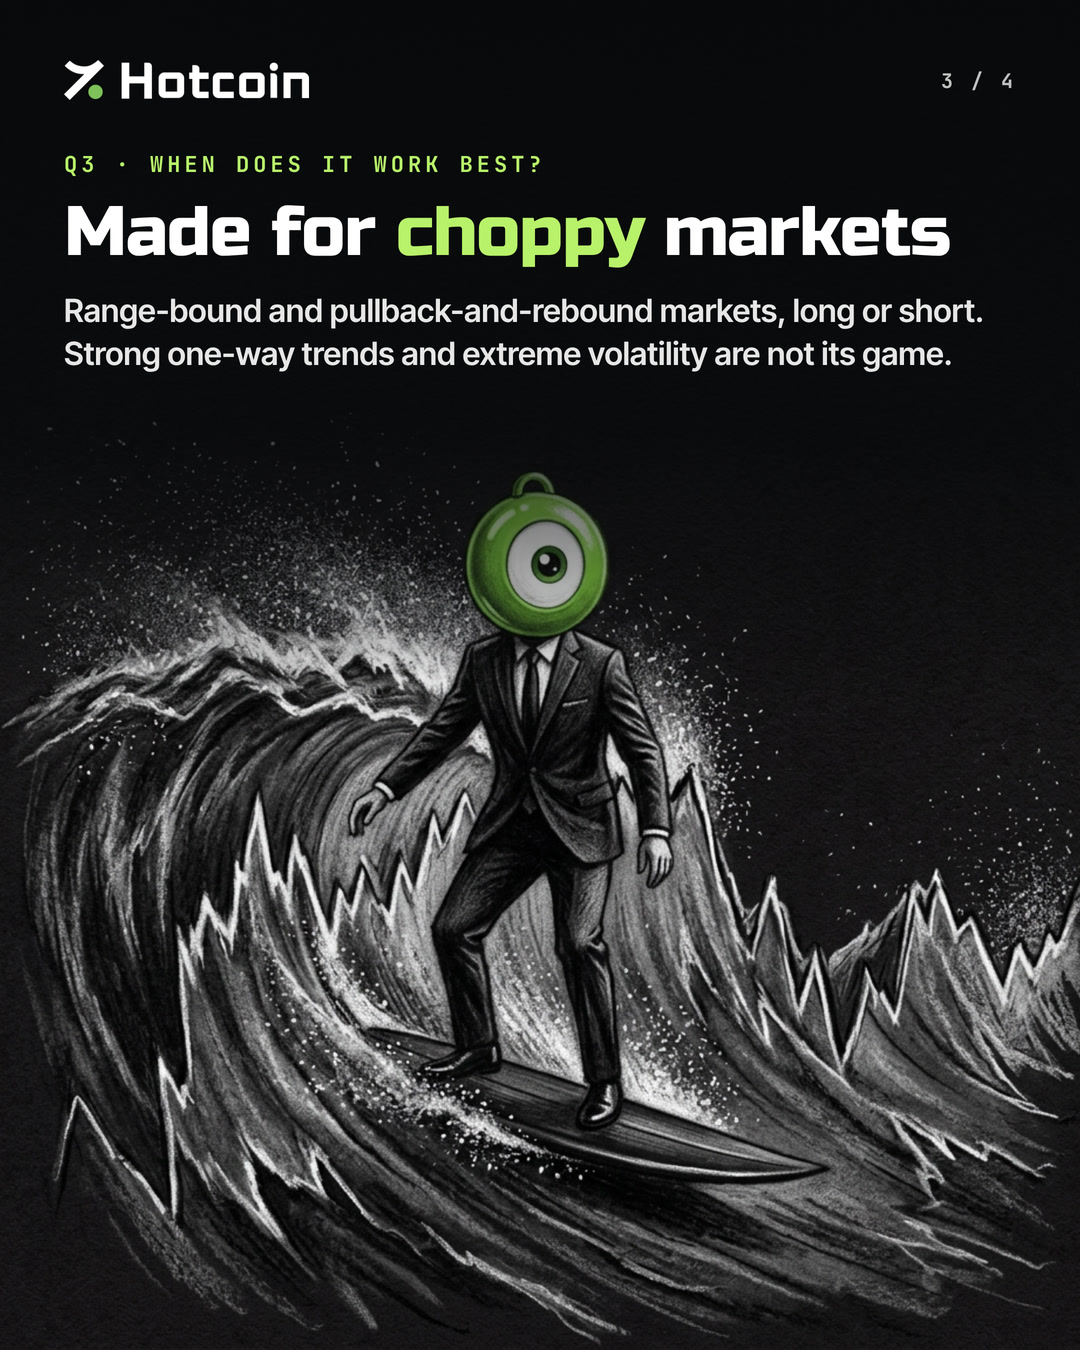 Hotcoin
3 / 4
Q3 · WHEN DOES IT WORK BEST?
Made for choppy markets
Range-bound and pullback-and-rebound markets, long or short.
Strong one-way trends and extreme volatility are not its game.